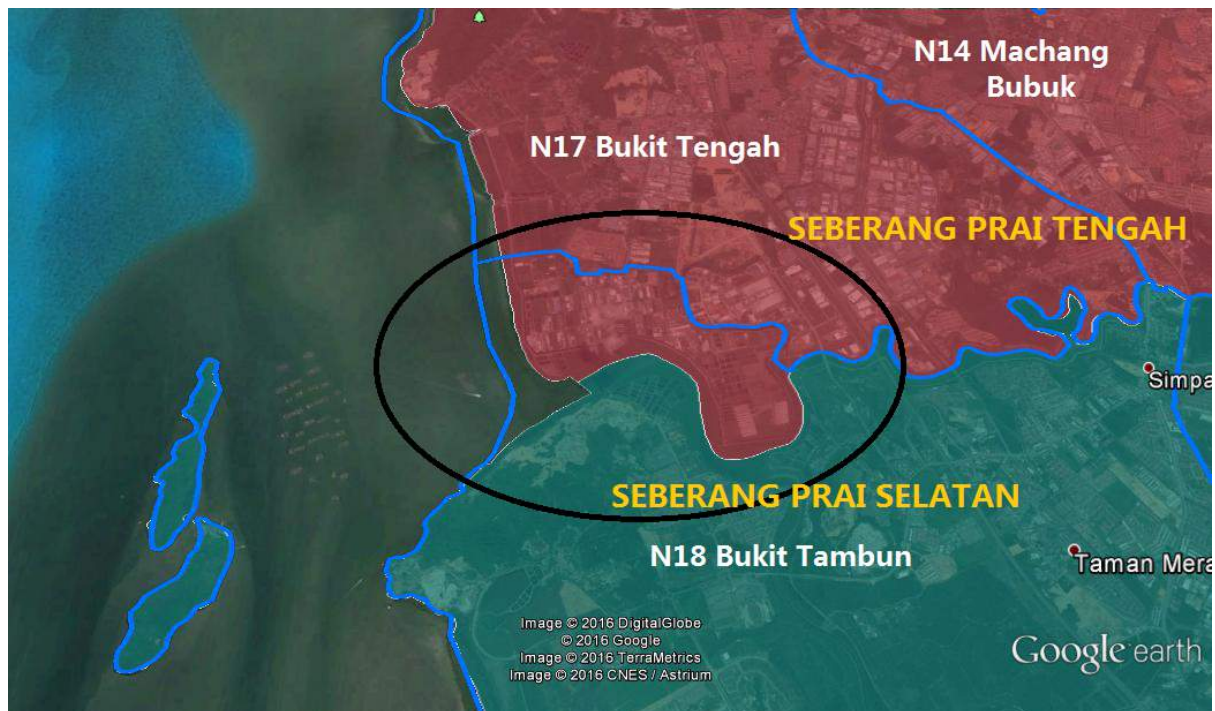 N14 Machang
Bubuk
N17 Bukit Tengah
SEBERANG PRAI TENGAH
Simpa
SEBERANG PRAI SELATAN
N18 Bukit Tambun
Taman Mera
Image © 2016 DigitalGlobe
© 2016 Google
Image © 2016 TerraMetrics
Image © 2016 CNES / Astrium
Google earth